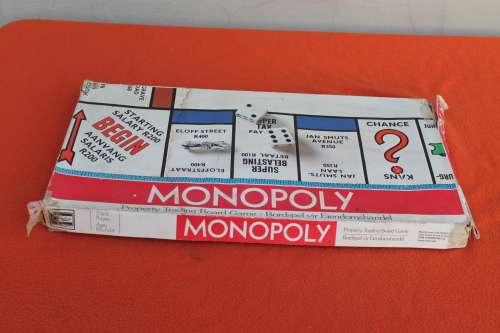 STARTING
SALARY R200
BEGIN
AANVANG
SALARIS
R200
ELOFF STREET
R400
R400
ELOFFSTRAAT
TAX
PAY
BETAAL R100
BELASTING
SUPER
JAN SMUTS
AVENUE
R350
R350
LAAN
JAN SMUTS
CHANCE
?
KANS
MONOPOLY
Property Trading Board Game · Bordspel vir Eiendomshandel
MONOPOLY
Property Trading Board Game
Bordspel vir Eiendomshandel